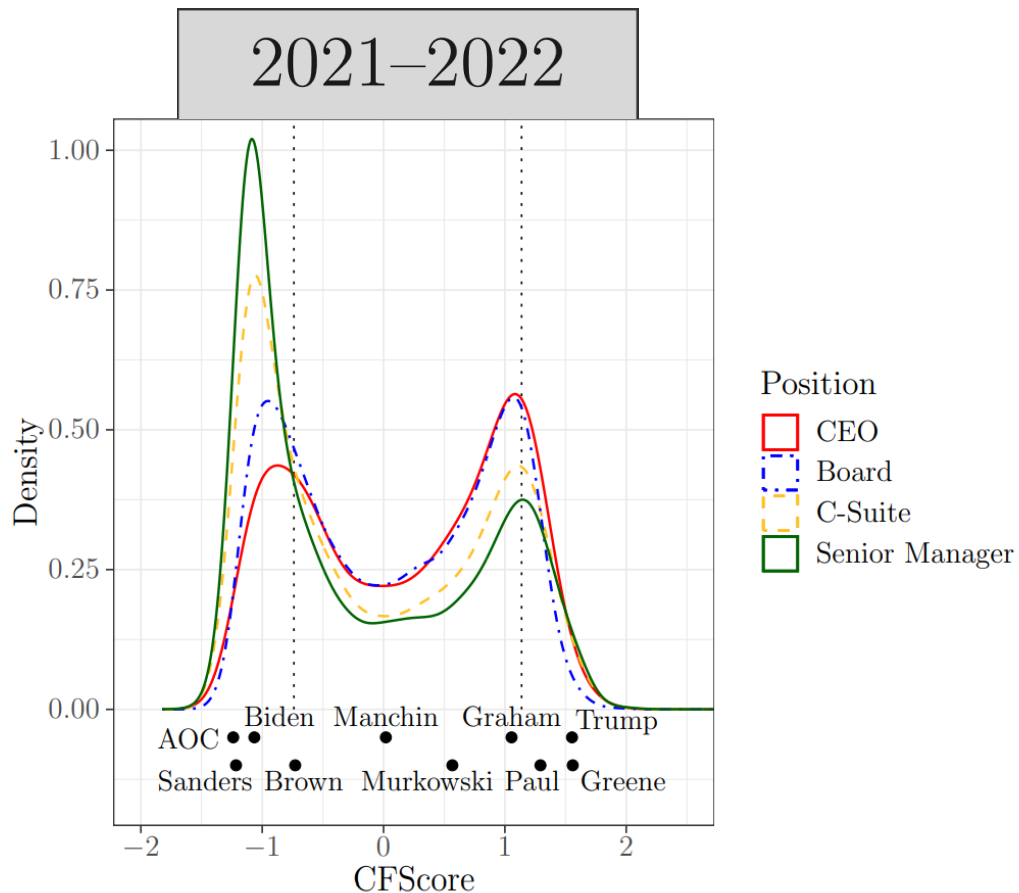 2021–2022
1.00
0.75
0.50
0.25
0.00
Density
Biden Manchin Graham Trump
AOC
Sanders Brown Murkowski Paul Greene
−2 −1 0 1 2
CFScore
Position
CEO
Board
C-Suite
Senior Manager